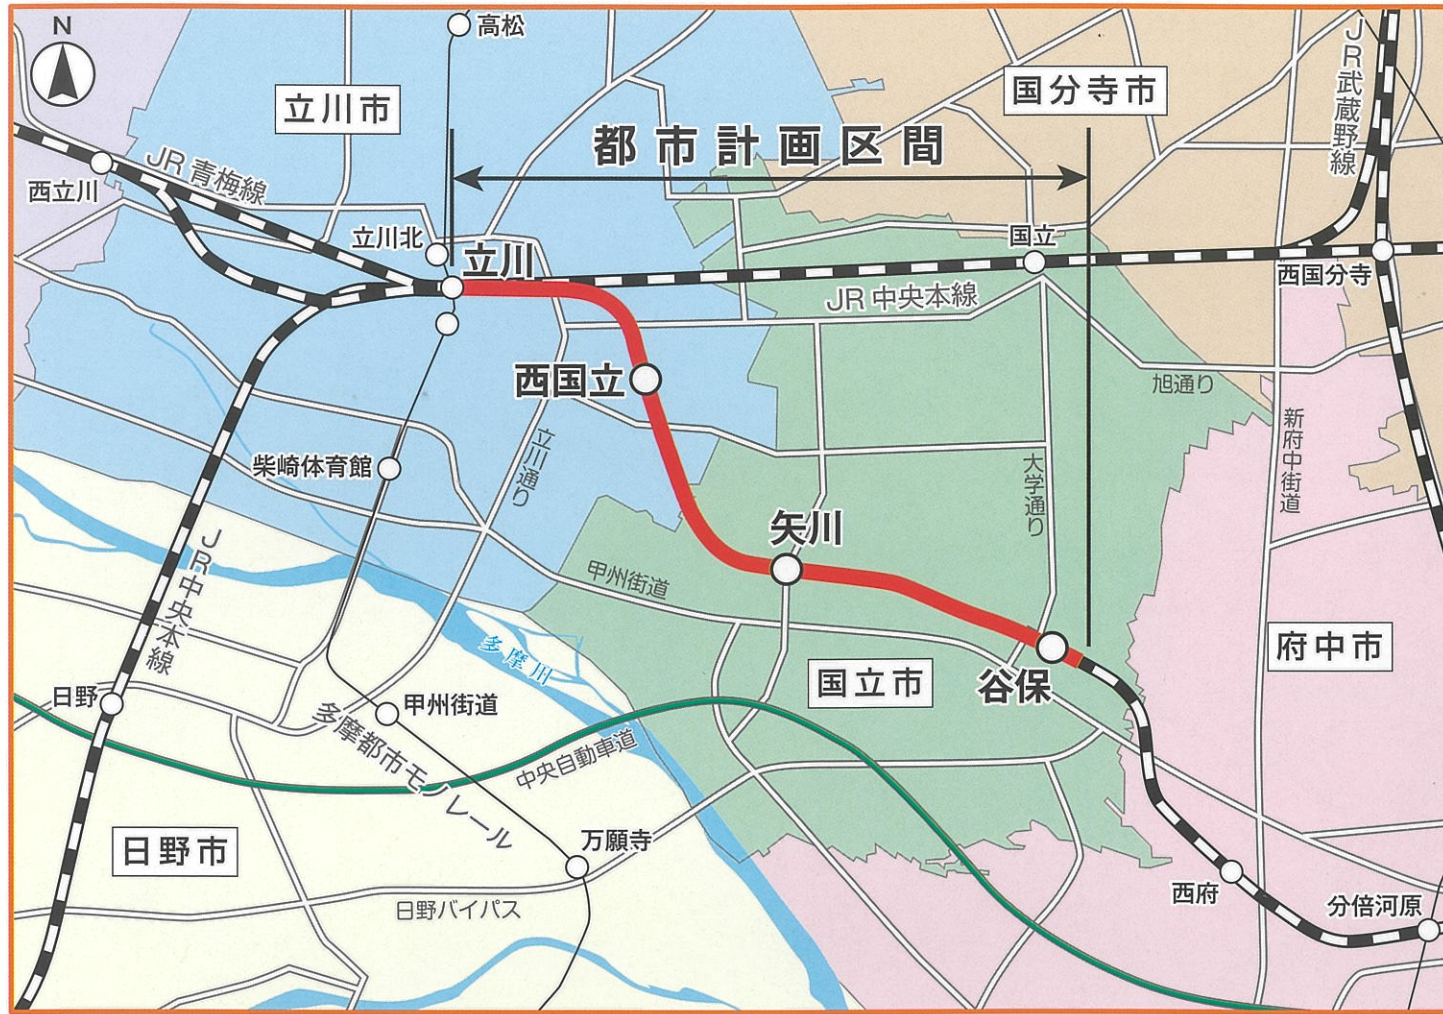 N
高松
立川市
国分寺市
JR武蔵野線
都市計画区間
JR青梅線
西立川
立川北
立川
国立
西国分寺
JR中央本線
西国立
旭通り
新府中街道
立川通り
大学通り
柴崎体育館
矢川
JR中央本線
甲州街道
多摩川
府中市
国立市
谷保
日野
甲州街道
多摩都市モノレール
中央自動車道
日野市
万願寺
西府
日野バイパス
分倍河原